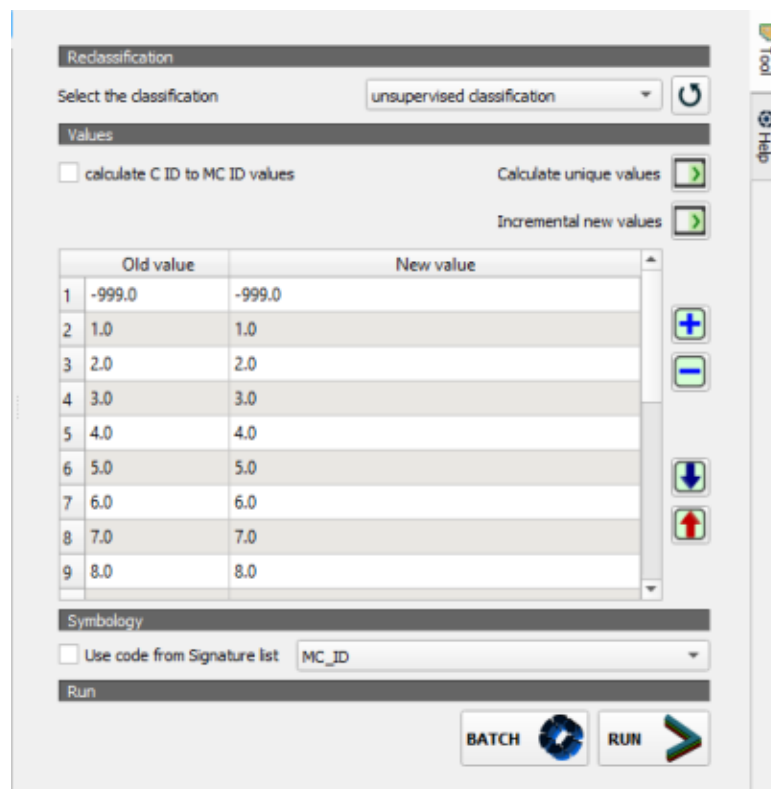 Reclassification
Select the classification unsupervised classification
Values
calculate C ID to MC ID values Calculate unique values
Incremental new values
Old value New value
1 -999.0 -999.0
2 1.0 1.0
3 2.0 2.0
4 3.0 3.0
5 4.0 4.0
6 5.0 5.0
7 6.0 6.0
8 7.0 7.0
9 8.0 8.0
Symbology
Use code from Signature list MC_ID
Run
BATCH RUN
Tool
Help